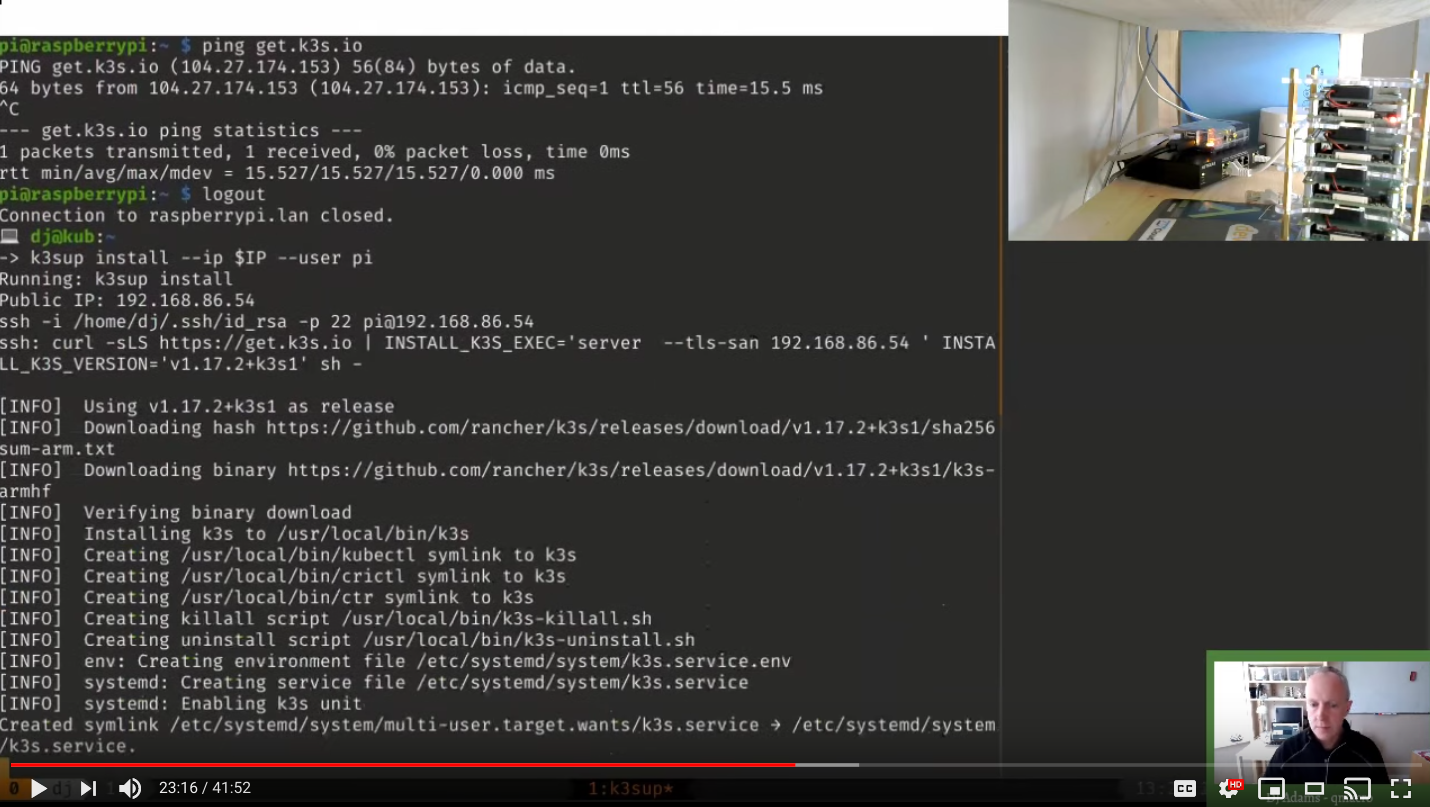 pi@raspberrypi:~ $ ping get.k3s.io
PING get.k3s.io (104.27.174.153) 56(84) bytes of data.
64 bytes from 104.27.174.153 (104.27.174.153): icmp_seq=1 ttl=56 time=15.5 ms
^C
--- get.k3s.io ping statistics ---
1 packets transmitted, 1 received, 0% packet loss, time 0ms
rtt min/avg/max/mdev = 15.527/15.527/15.527/0.000 ms
pi@raspberrypi:~ $ logout
Connection to raspberrypi.lan closed.
dj@kub:~
-> k3sup install --ip $IP --user pi
Running: k3sup install
Public IP: 192.168.86.54
ssh -i /home/dj/.ssh/id_rsa -p 22 pi@192.168.86.54
ssh: curl -sLS https://get.k3s.io | INSTALL_K3S_EXEC='server  --tls-san 192.168.86.54 ' INSTA
LL_K3S_VERSION='v1.17.2+k3s1' sh -
[INFO]  Using v1.17.2+k3s1 as release
[INFO]  Downloading hash https://github.com/rancher/k3s/releases/download/v1.17.2+k3s1/sha256
sum-arm.txt
[INFO]  Downloading binary https://github.com/rancher/k3s/releases/download/v1.17.2+k3s1/k3s-
armhf
[INFO]  Verifying binary download
[INFO]  Installing k3s to /usr/local/bin/k3s
[INFO]  Creating /usr/local/bin/kubectl symlink to k3s
[INFO]  Creating /usr/local/bin/crictl symlink to k3s
[INFO]  Creating /usr/local/bin/ctr symlink to k3s
[INFO]  Creating killall script /usr/local/bin/k3s-killall.sh
[INFO]  Creating uninstall script /usr/local/bin/k3s-uninstall.sh
[INFO]  env: Creating environment file /etc/systemd/system/k3s.service.env
[INFO]  systemd: Creating service file /etc/systemd/system/k3s.service
[INFO]  systemd: Enabling k3s unit
Created symlink /etc/systemd/system/multi-user.target.wants/k3s.service → /etc/systemd/system
/k3s.service.
0 dj 1:k3sup*
23:16 / 41:52
CC HD